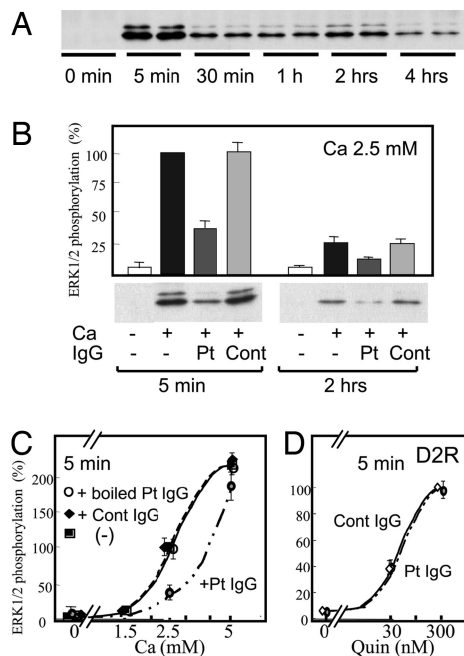 A
0 min 5 min 30 min 1 h 2 hrs 4 hrs
B
ERK1/2 phosphorylation (%)
Ca 2.5 mM
100
75
50
25
Ca - + + + - + + +
IgG - - Pt Cont - - Pt Cont
5 min 2 hrs
C
ERK1/2 phosphorylation (%)
5 min
+ boiled Pt IgG
+ Cont IgG
(-)
+Pt IgG
200
100
50
0
0 1.5 2.5 5
Ca (mM)
D
D2R
5 min
Cont IgG
Pt IgG
100
80
60
40
20
0
0 30 300
Quin (nM)